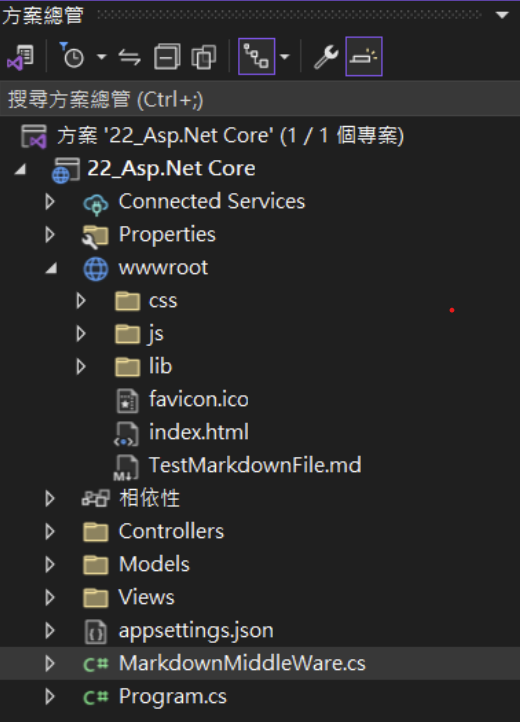 方案總管
搜尋方案總管 (Ctrl+;)
方案 '22_Asp.Net Core' (1 / 1 個專案)
22_Asp.Net Core
Connected Services
Properties
wwwroot
css
js
lib
favicon.ico
index.html
TestMarkdownFile.md
相依性
Controllers
Models
Views
appsettings.json
C# MarkdownMiddleWare.cs
C# Program.cs